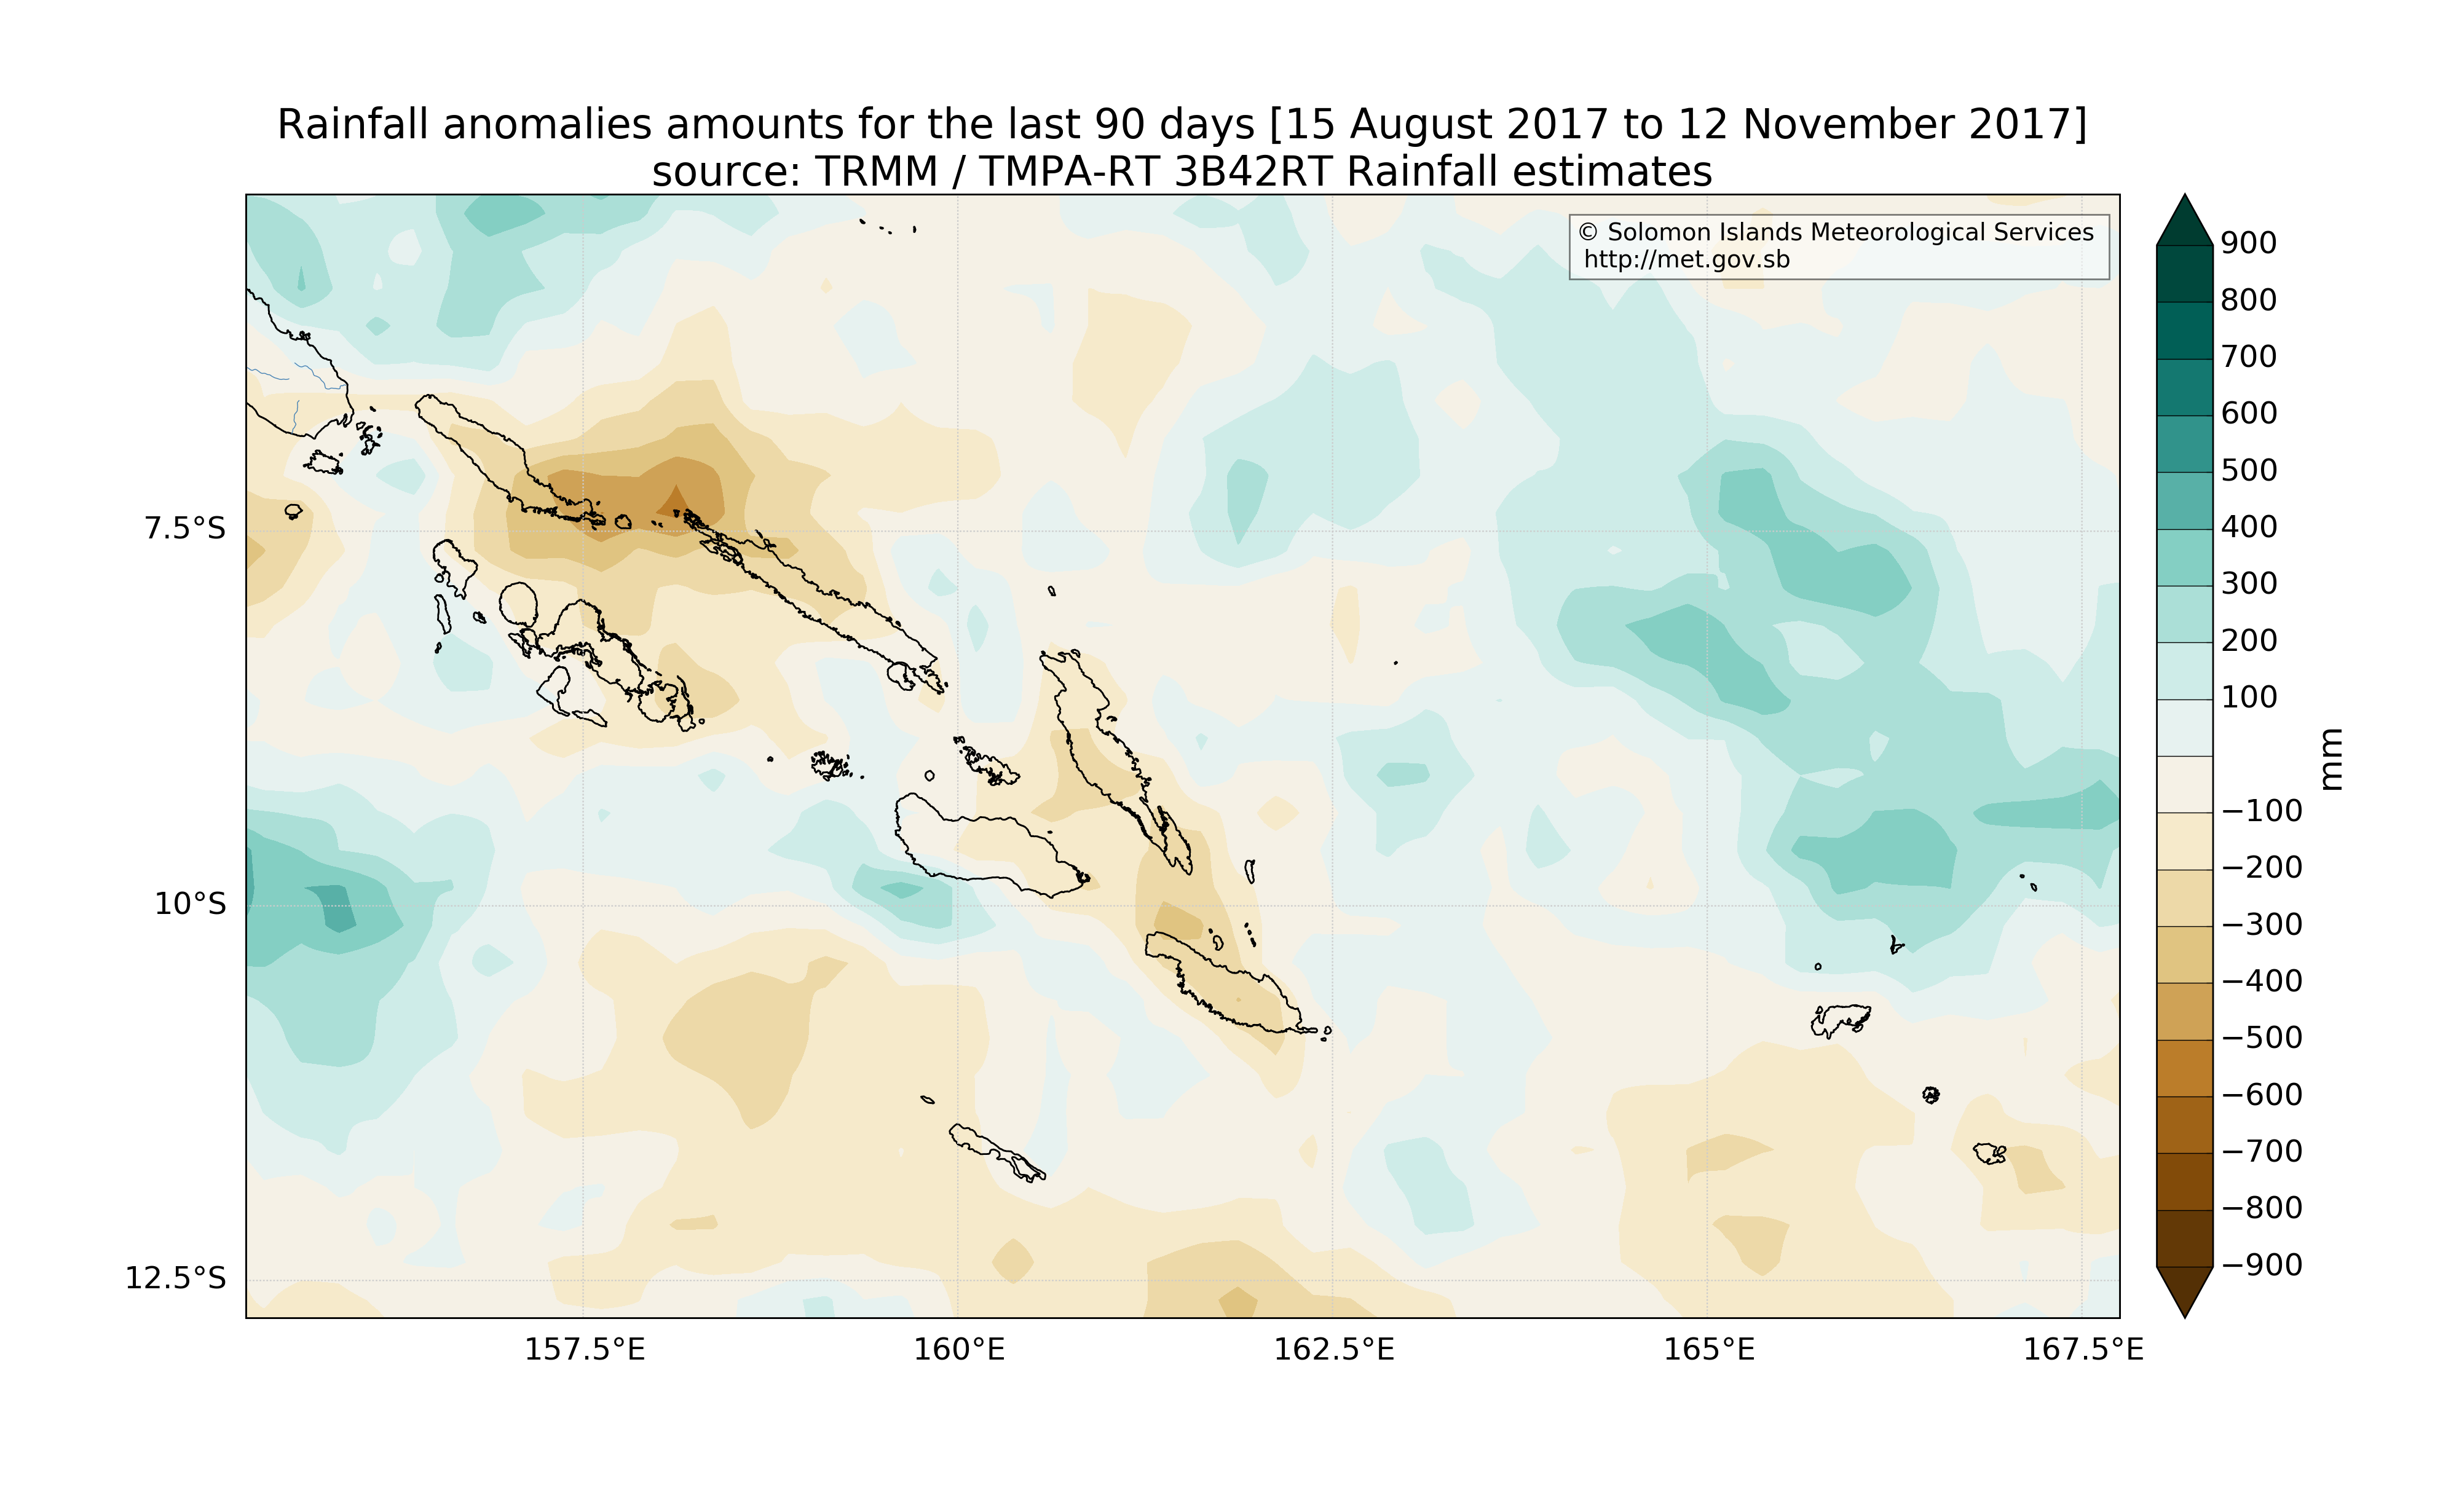 Rainfall anomalies amounts for the last 90 days [15 August 2017 to 12 November 2017]
source: TRMM / TMPA-RT 3B42RT Rainfall estimates
© Solomon Islands Meteorological Services
http://met.gov.sb
7.5°S
10°S
12.5°S
157.5°E
160°E
162.5°E
165°E
167.5°E
900
800
700
600
500
400
300
200
100
−100
−200
−300
−400
−500
−600
−700
−800
−900
mm